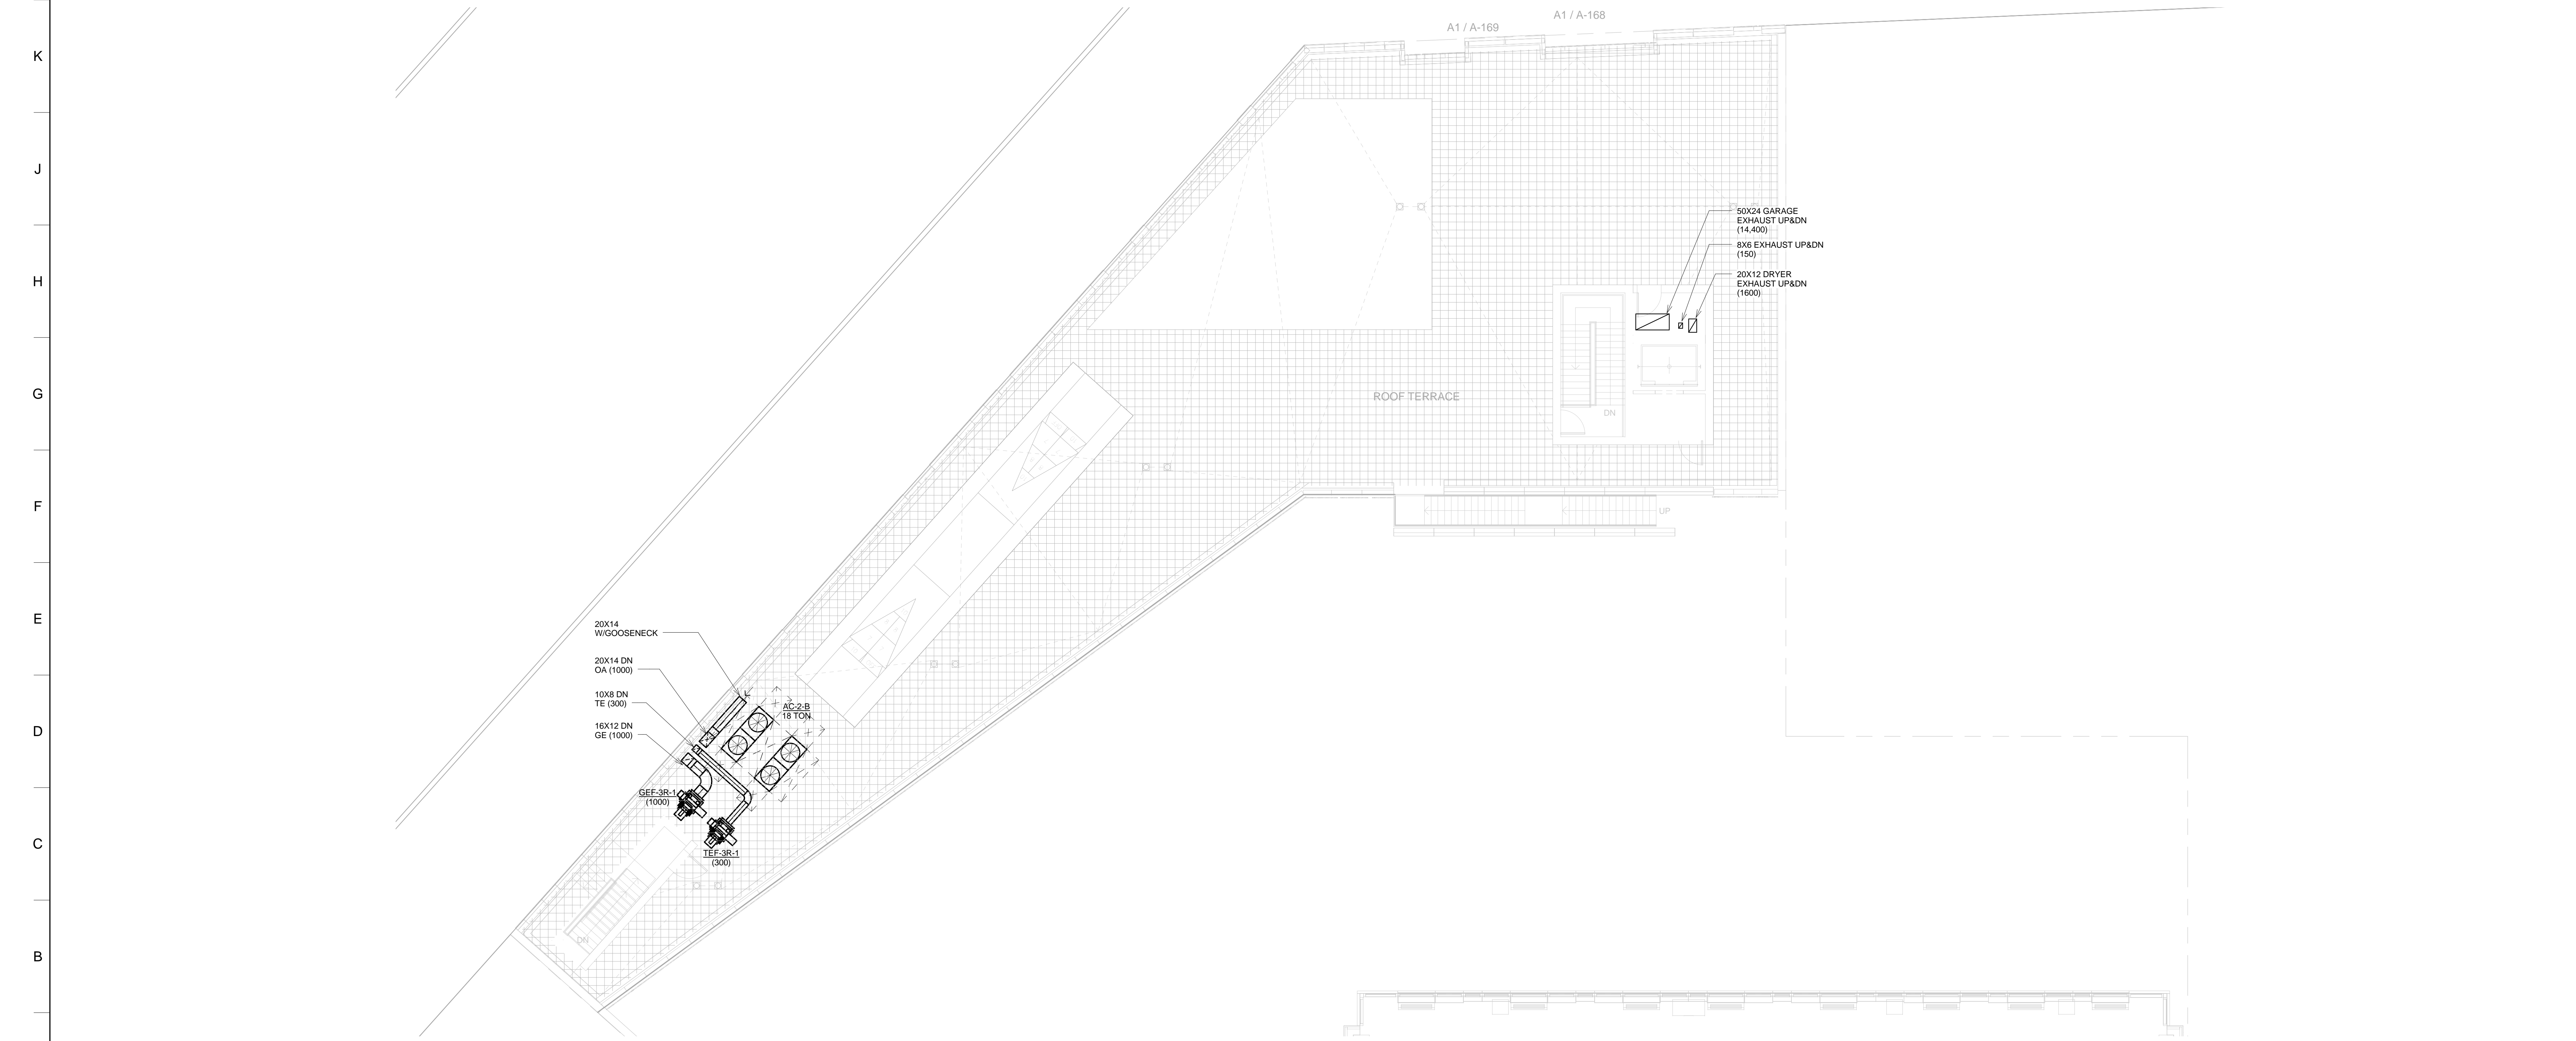 A1 / A-168
A1 / A-169
K
J
50X24 GARAGE
EXHAUST UP&DN
(14,400)
8X6 EXHAUST UP&DN
(150)
20X12 DRYER
EXHAUST UP&DN
(1600)
H
G
ROOF TERRACE
DN
F
UP
E
20X14
W/GOOSENECK
20X14 DN
OA (1000)
10X8 DN
TE (300)
16X12 DN
GE (1000)
AC-2-B
18 TON
D
GEF-3R-1
(1000)
C
TEF-3R-1
(300)
DN
B